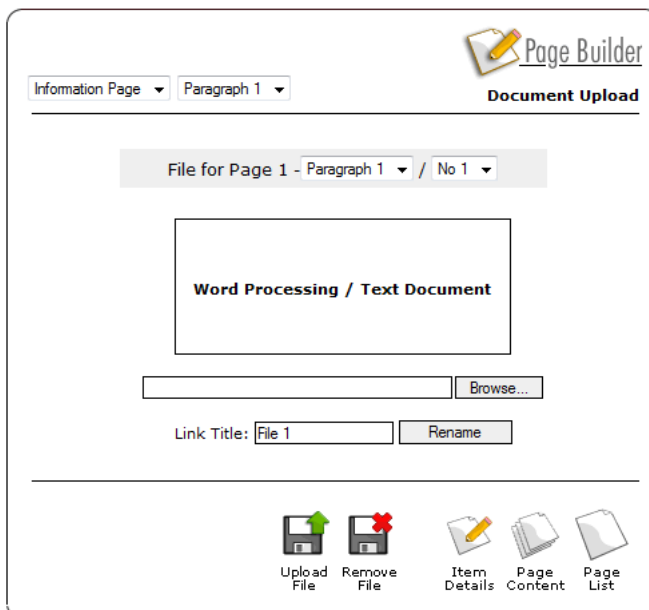 Page Builder
Information Page Paragraph 1
Document Upload
File for Page 1 - Paragraph 1 / No 1
Word Processing / Text Document
Browse...
Link Title: File 1 Rename
Upload File
Remove File
Item Details
Page Content
Page List